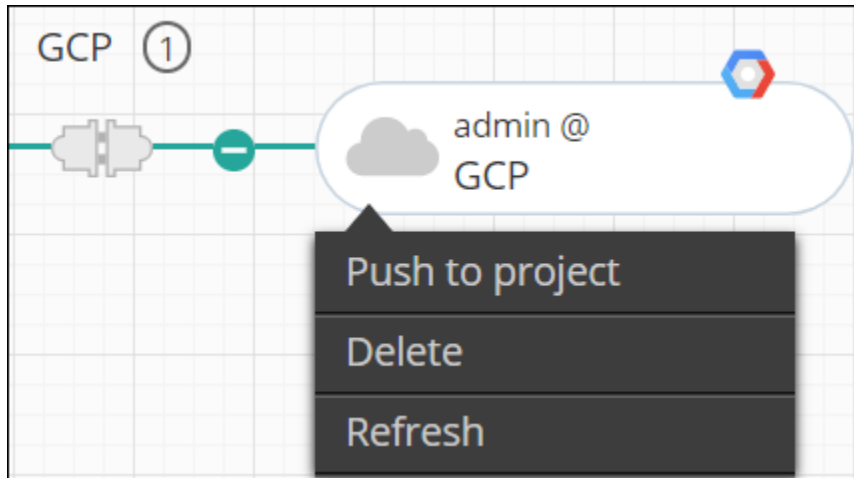 GCP 1
admin @
GCP
Push to project
Delete
Refresh